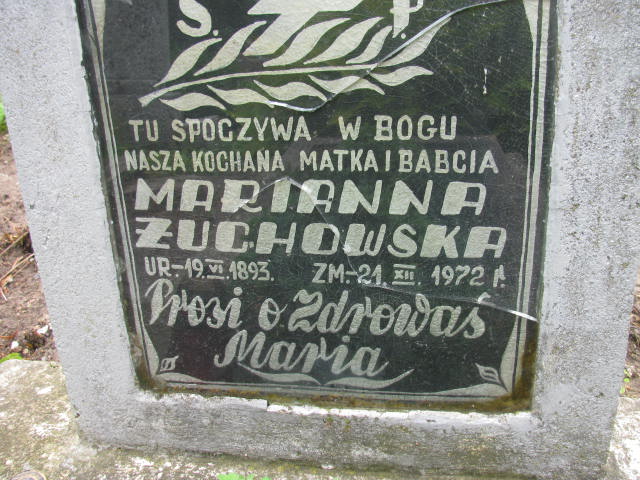 Ś. P.
TU SPOCZYWA W BOGU
NASZA KOCHANA MATKA I BABCIA
MARIANNA
ŻUCHOWSKA
UR.-19.VI.1893. ZM.-21.XII.1972 r.
Prosi o Zdrowaś
Maria